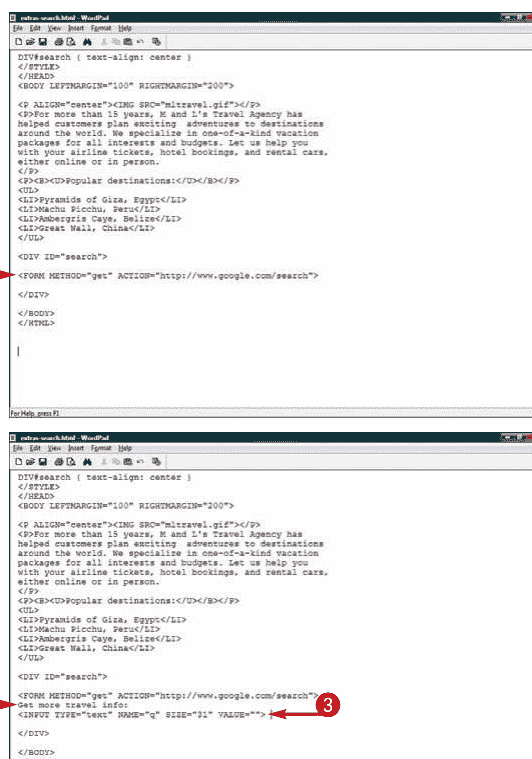 extras-search.html - WordPad
File Edit View Insert Format Help
DIV#search { text-align: center }
</STYLE>
</HEAD>
<BODY LEFTMARGIN="100" RIGHTMARGIN="200">
<P ALIGN="center"><IMG SRC="mltravel.gif"></P>
<P>For more than 15 years, M and L's Travel Agency has
helped customers plan exciting  adventures to destinations
around the world. We specialize in one-of-a-kind vacation
packages for all interests and budgets. Let us help you
with your airline tickets, hotel bookings, and rental cars,
either online or in person.
</P>
<P><B><U>Popular destinations:</U></B></P>
<UL>
<LI>Pyramids of Giza, Egypt</LI>
<LI>Machu Picchu, Peru</LI>
<LI>Ambergris Caye, Belize</LI>
<LI>Great Wall, China</LI>
</UL>
<DIV ID="search">
<FORM METHOD="get" ACTION="http://www.google.com/search">
</DIV>
</BODY>
</HTML>
For Help, press F1
extras-search.html - WordPad
File Edit View Insert Format Help
DIV#search { text-align: center }
</STYLE>
</HEAD>
<BODY LEFTMARGIN="100" RIGHTMARGIN="200">
<P ALIGN="center"><IMG SRC="mltravel.gif"></P>
<P>For more than 15 years, M and L's Travel Agency has
helped customers plan exciting  adventures to destinations
around the world. We specialize in one-of-a-kind vacation
packages for all interests and budgets. Let us help you
with your airline tickets, hotel bookings, and rental cars,
either online or in person.
</P>
<P><B><U>Popular destinations:</U></B></P>
<UL>
<LI>Pyramids of Giza, Egypt</LI>
<LI>Machu Picchu, Peru</LI>
<LI>Ambergris Caye, Belize</LI>
<LI>Great Wall, China</LI>
</UL>
<DIV ID="search">
<FORM METHOD="get" ACTION="http://www.google.com/search">
Get more travel info:
<INPUT TYPE="text" NAME="q" SIZE="31" VALUE="">
3
</DIV>
</BODY>